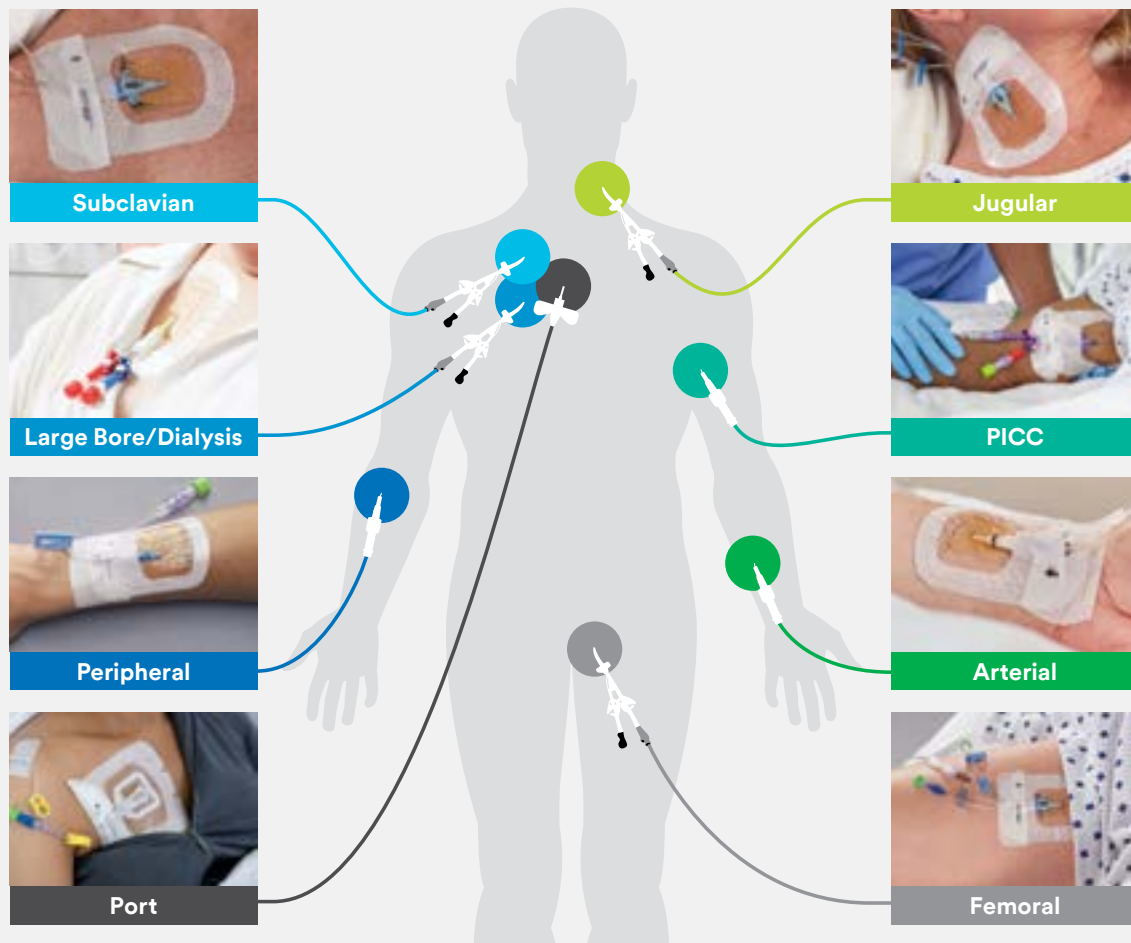 Subclavian
Jugular
Large Bore/Dialysis
PICC
Peripheral
Arterial
Port
Femoral